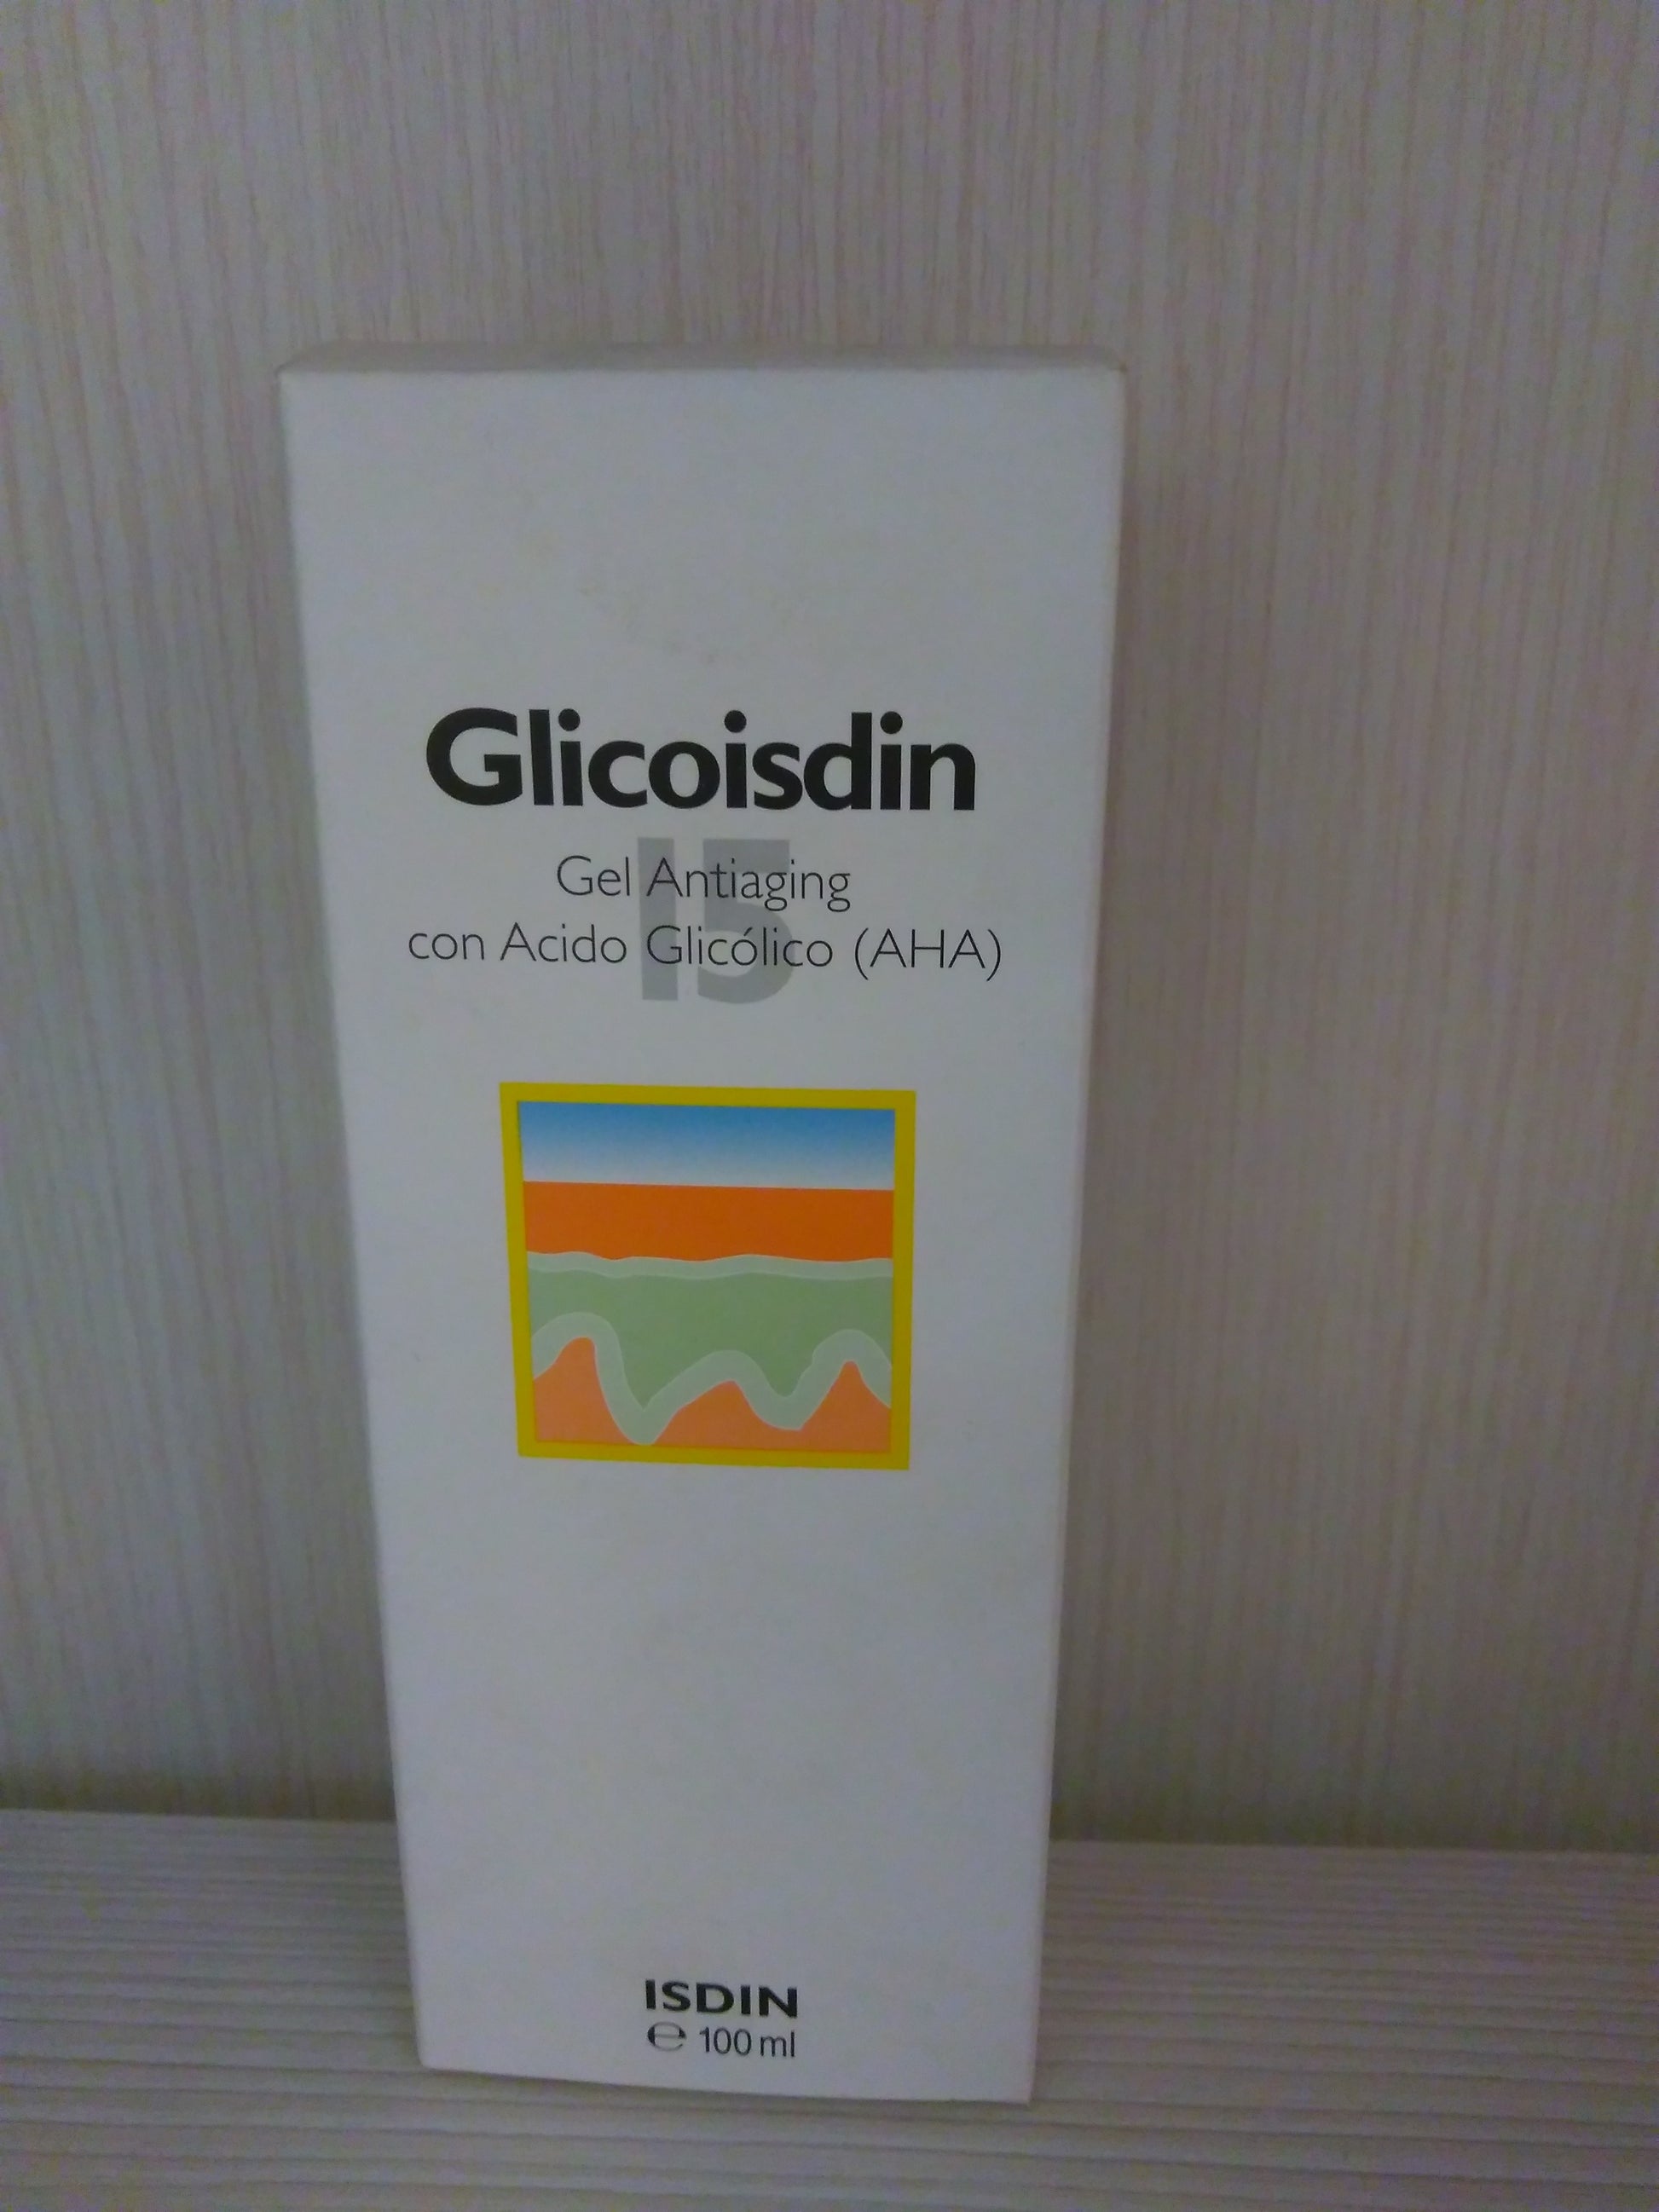 Glicoisdin
15
Gel Antiaging
con Acido Glicólico (AHA)
ISDIN
℮ 100 ml